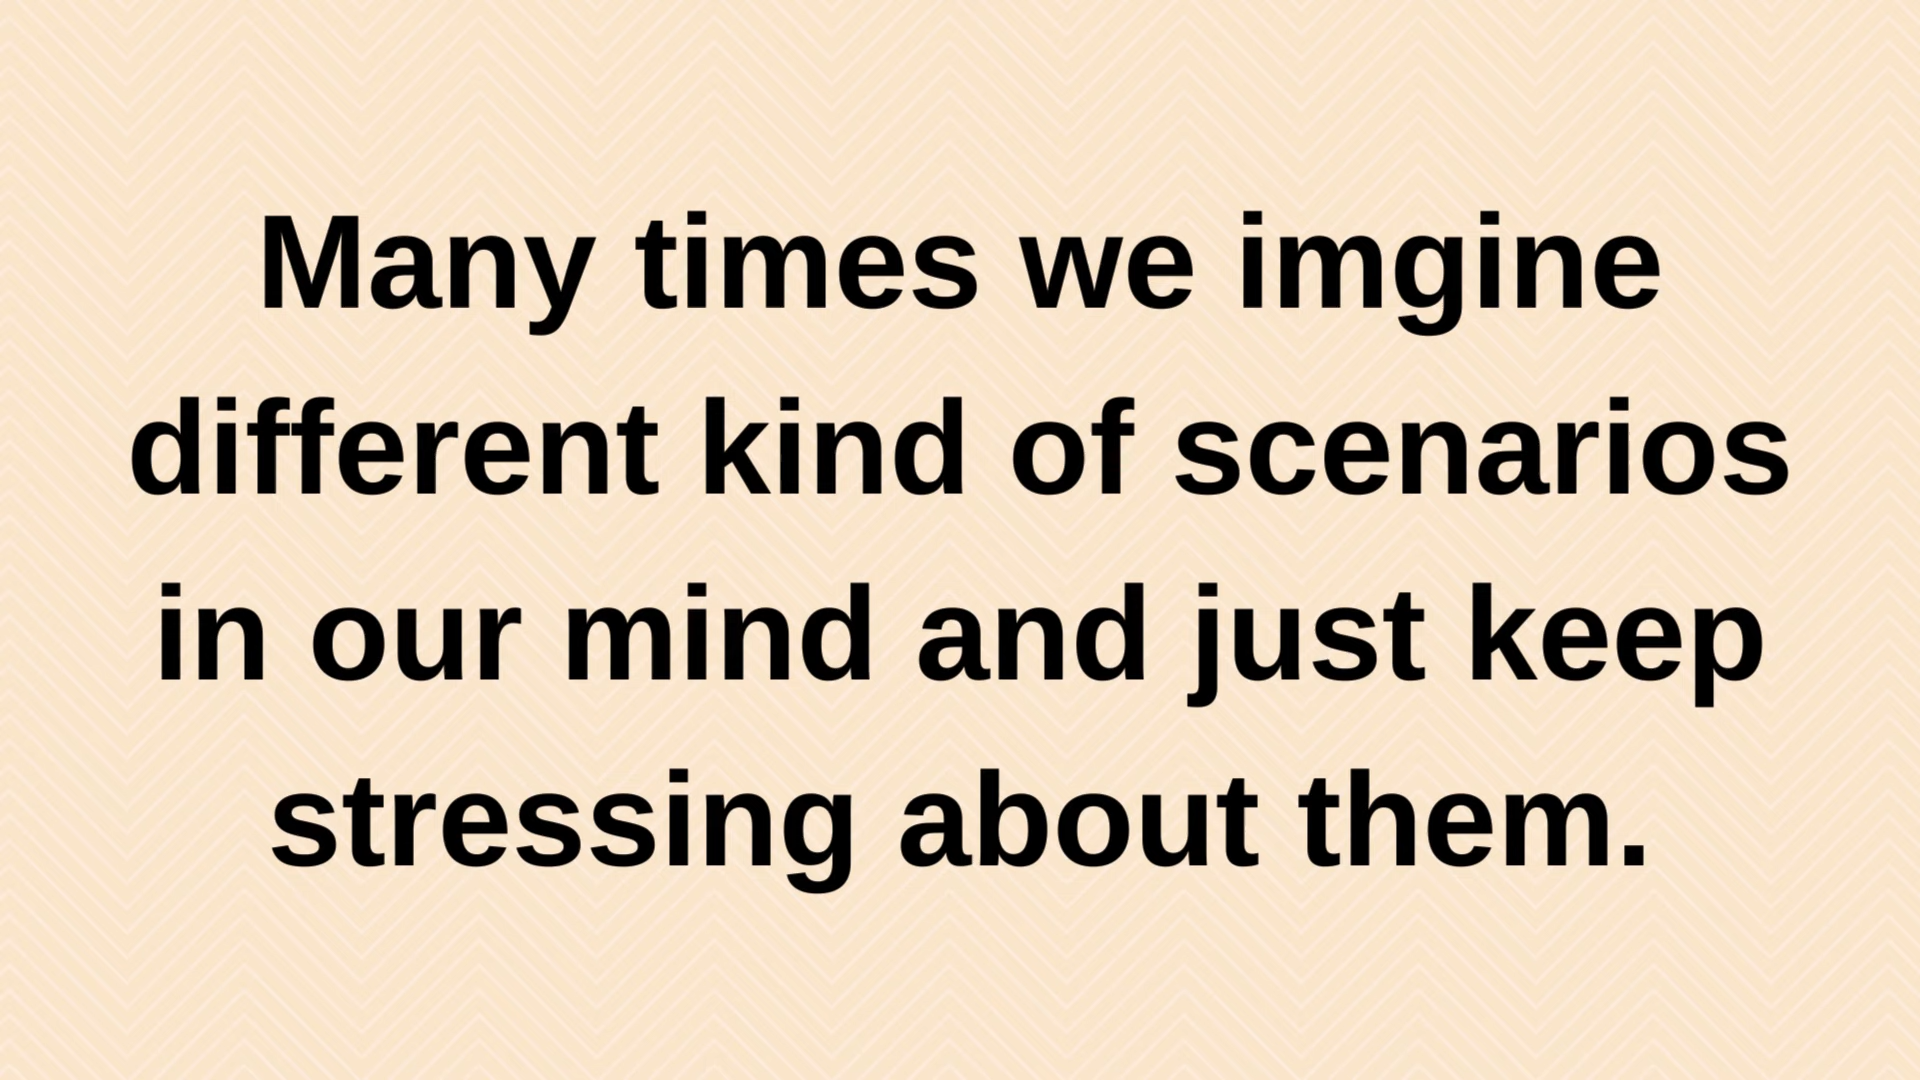 Many times we imgine
different kind of scenarios
in our mind and just keep
stressing about them.